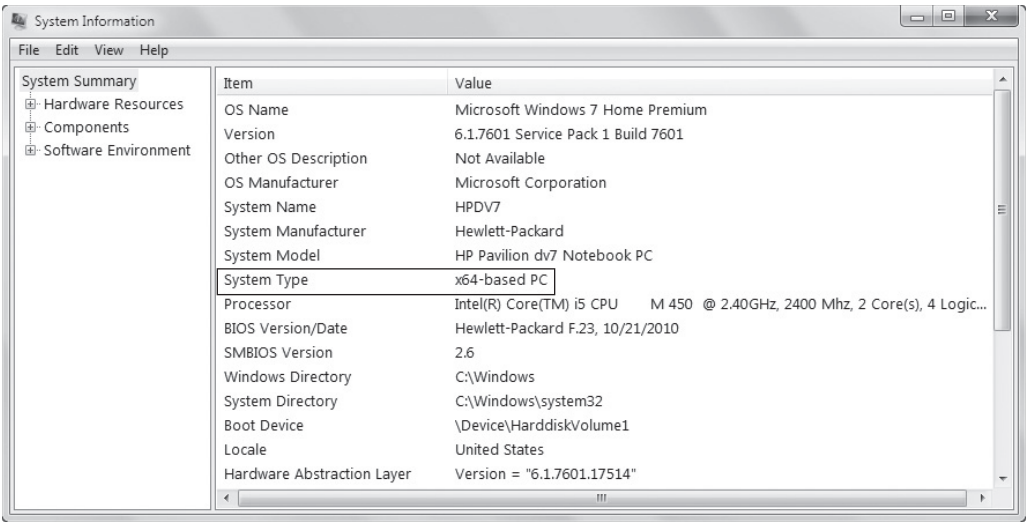 System Information
File Edit View Help
System Summary
Hardware Resources
Components
Software Environment
Item Value
OS Name Microsoft Windows 7 Home Premium
Version 6.1.7601 Service Pack 1 Build 7601
Other OS Description Not Available
OS Manufacturer Microsoft Corporation
System Name HPDV7
System Manufacturer Hewlett-Packard
System Model HP Pavilion dv7 Notebook PC
System Type x64-based PC
Processor Intel(R) Core(TM) i5 CPU M 450 @ 2.40GHz, 2400 Mhz, 2 Core(s), 4 Logic...
BIOS Version/Date Hewlett-Packard F.23, 10/21/2010
SMBIOS Version 2.6
Windows Directory C:\Windows
System Directory C:\Windows\system32
Boot Device \Device\HarddiskVolume1
Locale United States
Hardware Abstraction Layer Version = "6.1.7601.17514"